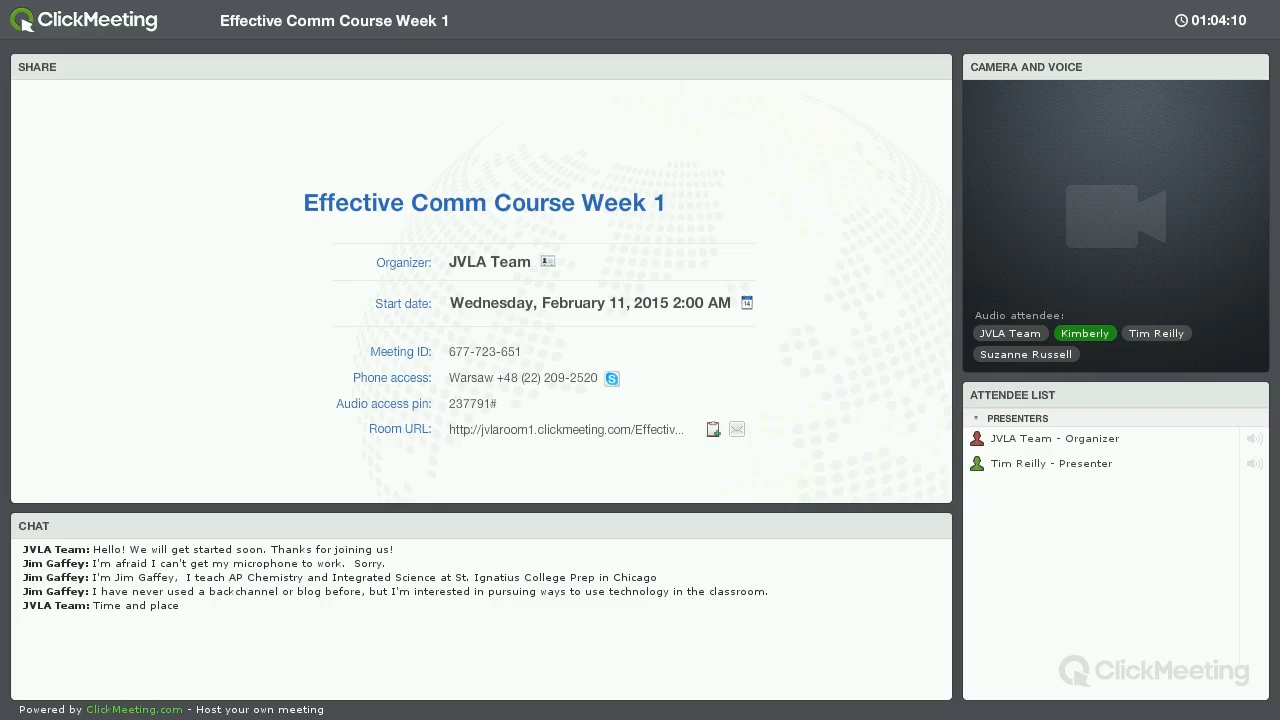 ClickMeeting
Effective Comm Course Week 1
01:04:10
SHARE
Effective Comm Course Week 1
Organizer: JVLA Team
Start date: Wednesday, February 11, 2015 2:00 AM
14
Meeting ID: 677-723-651
Phone access: Warsaw +48 (22) 209-2520
Audio access pin: 237791#
Room URL: http://jvlaroom1.clickmeeting.com/Effectiv...
CHAT
JVLA Team: Hello! We will get started soon. Thanks for joining us!
Jim Gaffey: I'm afraid I can't get my microphone to work. Sorry.
Jim Gaffey: I'm Jim Gaffey, I teach AP Chemistry and Integrated Science at St. Ignatius College Prep in Chicago
Jim Gaffey: I have never used a backchannel or blog before, but I'm interested in pursuing ways to use technology in the classroom.
JVLA Team: Time and place
CAMERA AND VOICE
Audio attendee:
JVLA Team Kimberly Tim Reilly
Suzanne Russell
ATTENDEE LIST
PRESENTERS
JVLA Team - Organizer
Tim Reilly - Presenter
ClickMeeting
Powered by ClickMeeting.com - Host your own meeting